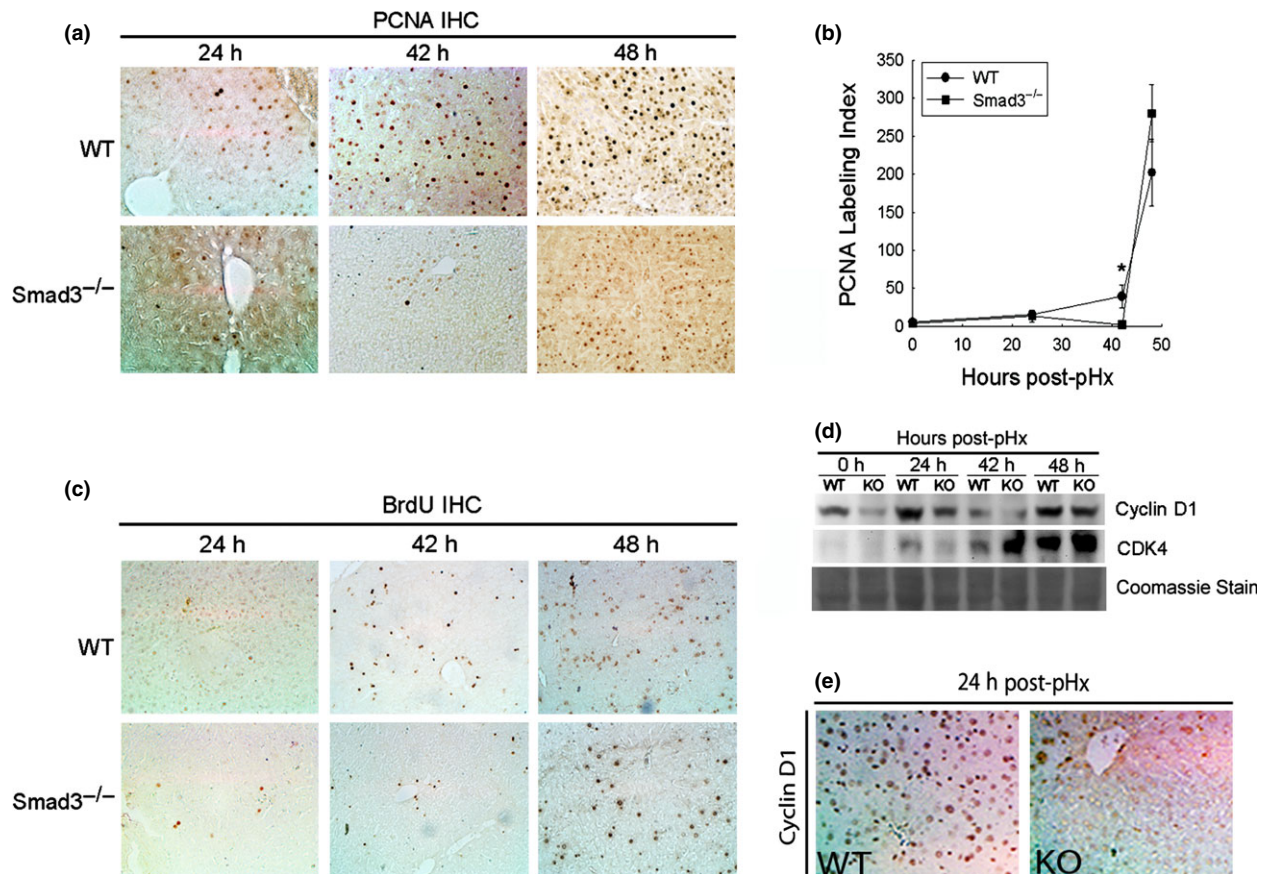 (a)
PCNA IHC
24 h 42 h 48 h
WT
Smad3–/–
(b)
350
300
250
200
150
100
50
0
PCNA Labeling Index
WT
Smad3–/–
*
0 10 20 30 40 50
Hours post-pHx
(c)
BrdU IHC
24 h 42 h 48 h
WT
Smad3–/–
(d)
Hours post-pHx
0 h 24 h 42 h 48 h
WT KO WT KO WT KO WT KO
Cyclin D1
CDK4
Coomassie Stain
(e)
24 h post-pHx
Cyclin D1
WT KO